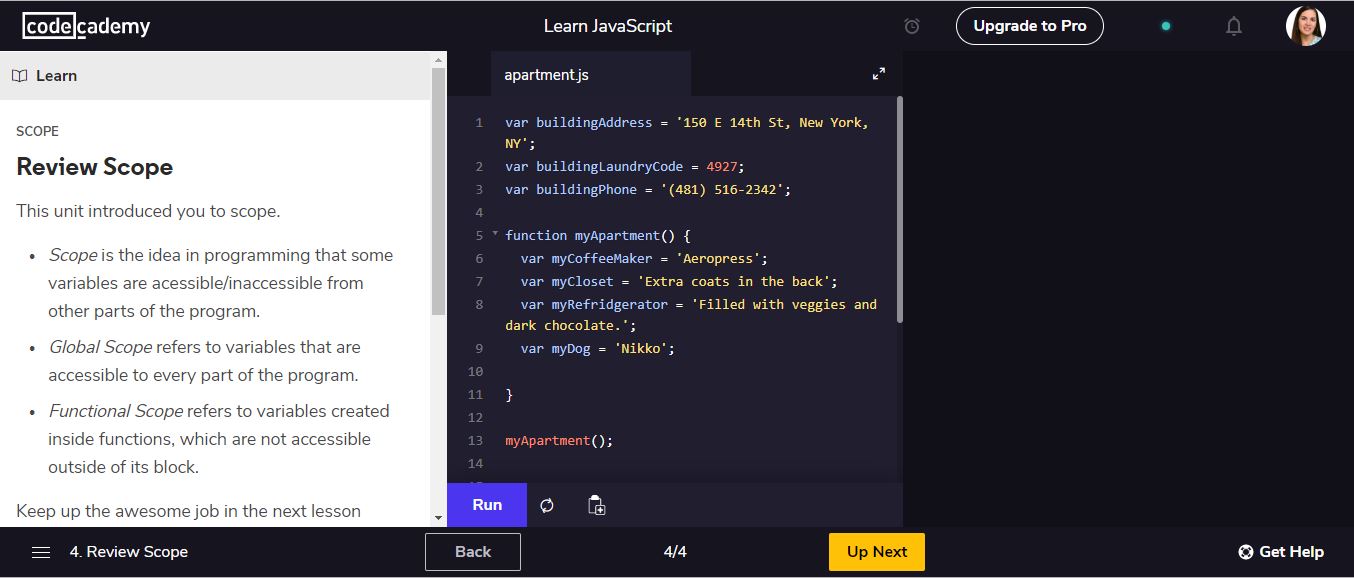 codecademy
Learn JavaScript
Upgrade to Pro
Learn
SCOPE
Review Scope
This unit introduced you to scope.
• Scope is the idea in programming that some
variables are acessible/inaccessible from
other parts of the program.
• Global Scope refers to variables that are
accessible to every part of the program.
• Functional Scope refers to variables created
inside functions, which are not accessible
outside of its block.
Keep up the awesome job in the next lesson
apartment.js
1 var buildingAddress = '150 E 14th St, New York,
NY';
2 var buildingLaundryCode = 4927;
3 var buildingPhone = '(481) 516-2342';
4
5 function myApartment() {
6 var myCoffeeMaker = 'Aeropress';
7 var myCloset = 'Extra coats in the back';
8 var myRefridgerator = 'Filled with veggies and
dark chocolate.';
9 var myDog = 'Nikko';
10
11 }
12
13 myApartment();
14
Run
4. Review Scope
Back
4/4
Up Next
Get Help